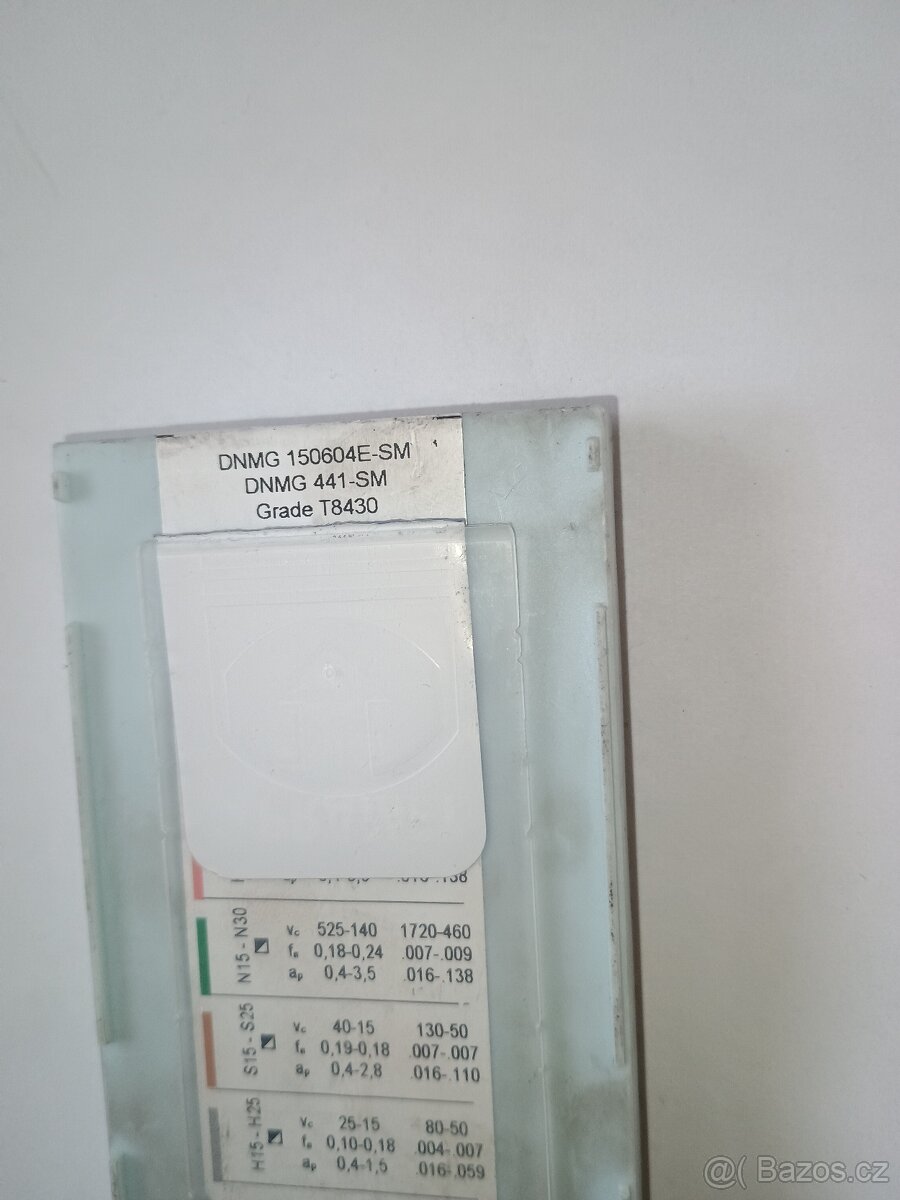 DNMG 150604E-SM
DNMG 441-SM
Grade T8430
N15 - N30
vc 525-140 1720-460
fn 0,18-0,24 .007-.009
ap 0,4-3,5 .016-.138
S15 - S25
vc 40-15 130-50
fn 0,19-0,18 .007-.007
ap 0,4-2,8 .016-.110
H15 - H25
vc 25-15 80-50
fn 0,10-0,18 .004-.007
ap 0,4-1,5 .016-.059
@( Bazos.cz